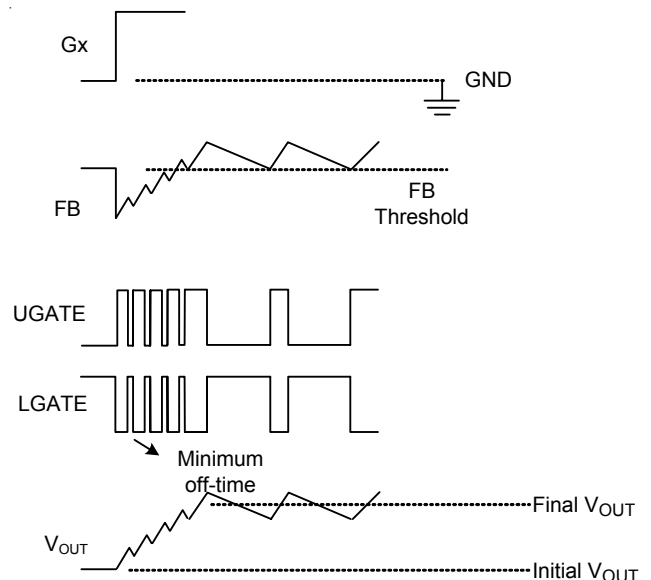 Gx
GND
FB
FB
Threshold
UGATE
LGATE
Minimum
off-time
Final VOUT
VOUT
Initial VOUT